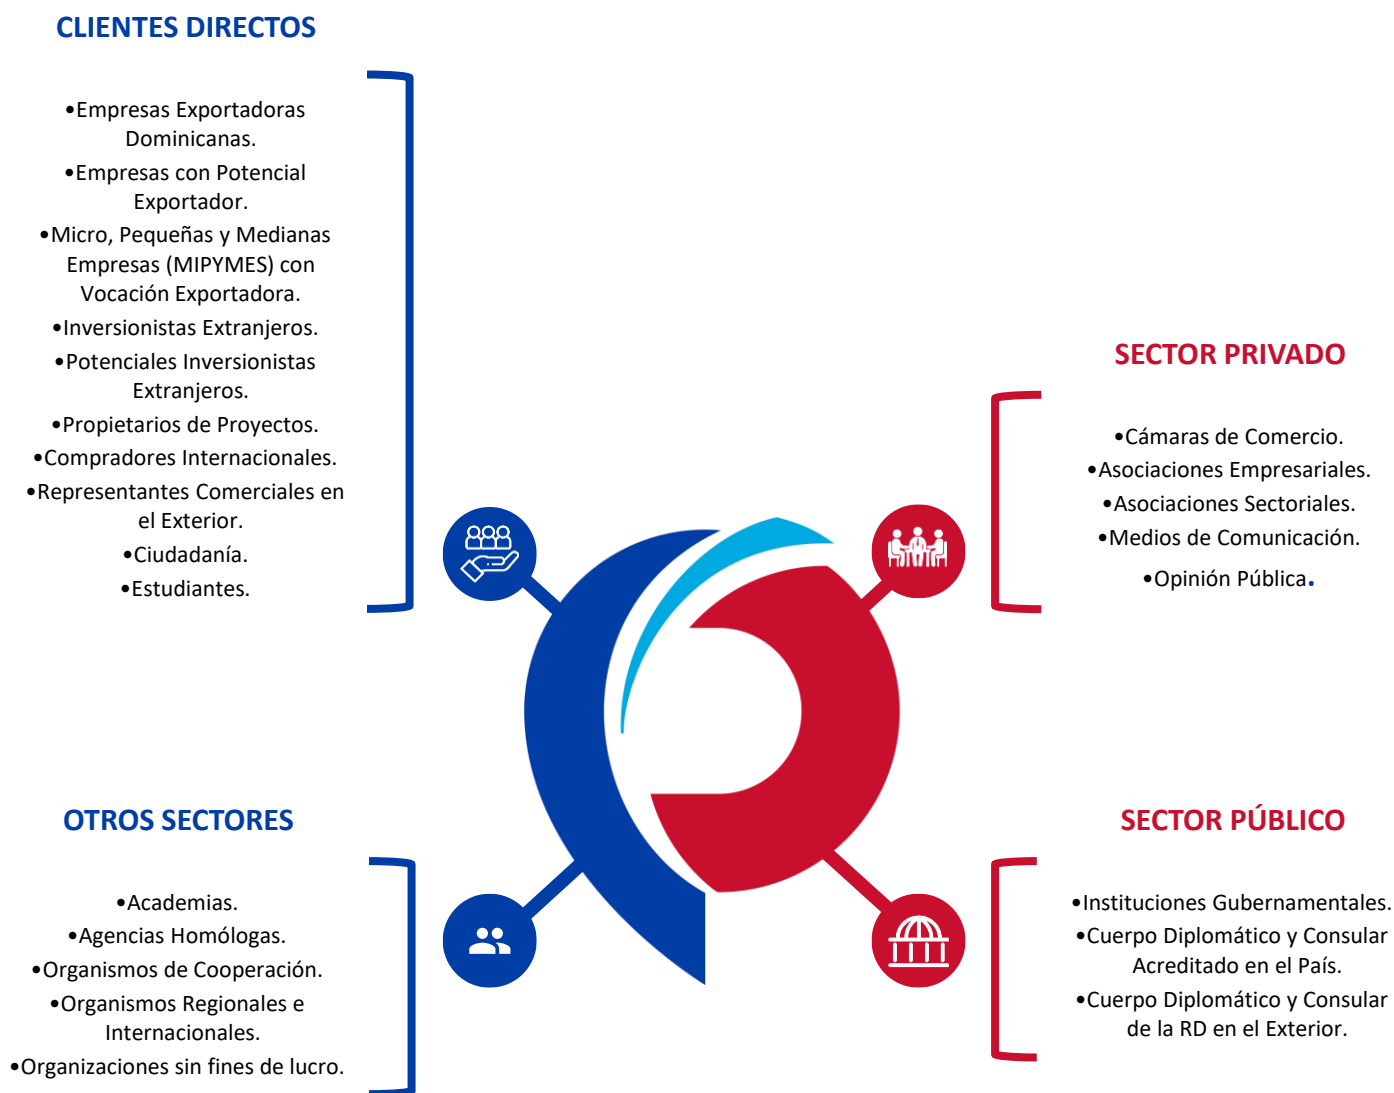 CLIENTES DIRECTOS
•Empresas Exportadoras
Dominicanas.
•Empresas con Potencial
Exportador.
•Micro, Pequeñas y Medianas
Empresas (MIPYMES) con
Vocación Exportadora.
•Inversionistas Extranjeros.
•Potenciales Inversionistas
Extranjeros.
•Propietarios de Proyectos.
•Compradores Internacionales.
•Representantes Comerciales en
el Exterior.
•Ciudadanía.
•Estudiantes.
SECTOR PRIVADO
•Cámaras de Comercio.
•Asociaciones Empresariales.
•Asociaciones Sectoriales.
•Medios de Comunicación.
•Opinión Pública.
OTROS SECTORES
•Academias.
•Agencias Homólogas.
•Organismos de Cooperación.
•Organismos Regionales e
Internacionales.
•Organizaciones sin fines de lucro.
SECTOR PÚBLICO
•Instituciones Gubernamentales.
•Cuerpo Diplomático y Consular
Acreditado en el País.
•Cuerpo Diplomático y Consular
de la RD en el Exterior.